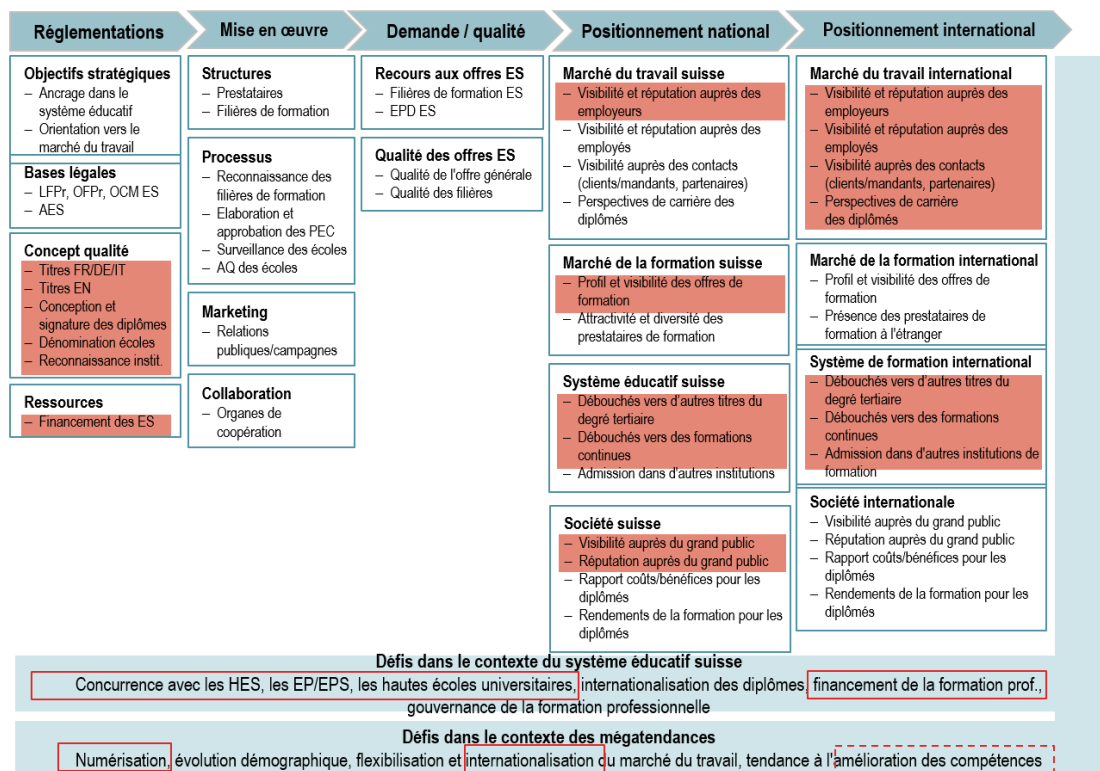 Réglementations
Mise en œuvre
Demande / qualité
Positionnement national
Positionnement international
Objectifs stratégiques
– Ancrage dans le
système éducatif
– Orientation vers le
marché du travail
Bases légales
– LFPr, OFPr, OCM ES
– AES
Concept qualité
– Titres FR/DE/IT
– Titres EN
– Conception et
signature des diplômes
– Dénomination écoles
– Reconnaissance instit.
Ressources
– Financement des ES
Structures
– Prestataires
– Filières de formation
Processus
– Reconnaissance des
filières de formation
– Elaboration et
approbation des PEC
– Surveillance des écoles
– AQ des écoles
Marketing
– Relations
publiques/campagnes
Collaboration
– Organes de
coopération
Recours aux offres ES
– Filières de formation ES
– EPD ES
Qualité des offres ES
– Qualité de l'offre générale
– Qualité des filières
Marché du travail suisse
– Visibilité et réputation auprès des
employeurs
– Visibilité et réputation auprès des
employés
– Visibilité auprès des contacts
(clients/mandants, partenaires)
– Perspectives de carrière des
diplômés
Marché de la formation suisse
– Profil et visibilité des offres de
formation
– Attractivité et diversité des
prestataires de formation
Système éducatif suisse
– Débouchés vers d'autres titres du
degré tertiaire
– Débouchés vers des formations
continues
– Admission dans d'autres institutions
Société suisse
– Visibilité auprès du grand public
– Réputation auprès du grand public
– Rapport coûts/bénéfices pour les
diplômés
– Rendements de la formation pour les
diplômés
Marché du travail international
– Visibilité et réputation auprès des
employeurs
– Visibilité et réputation auprès des
employés
– Visibilité auprès des contacts
(clients/mandants, partenaires)
– Perspectives de carrière
des diplômés
Marché de la formation international
– Profil et visibilité des offres de
formation
– Présence des prestataires de
formation à l'étranger
Système de formation international
– Débouchés vers d'autres titres du
degré tertiaire
– Débouchés vers des formations
continues
– Admission dans d'autres institutions de
formation
Société internationale
– Visibilité auprès du grand public
– Réputation auprès du grand public
– Rapport coûts/bénéfices pour les
diplômés
– Rendements de la formation pour les
diplômés
Défis dans le contexte du système éducatif suisse
Concurrence avec les HES, les EP/EPS, les hautes écoles universitaires, internationalisation des diplômes, financement de la formation prof.,
gouvernance de la formation professionnelle
Défis dans le contexte des mégatendances
Numérisation, évolution démographique, flexibilisation et internationalisation du marché du travail, tendance à l'amélioration des compétences